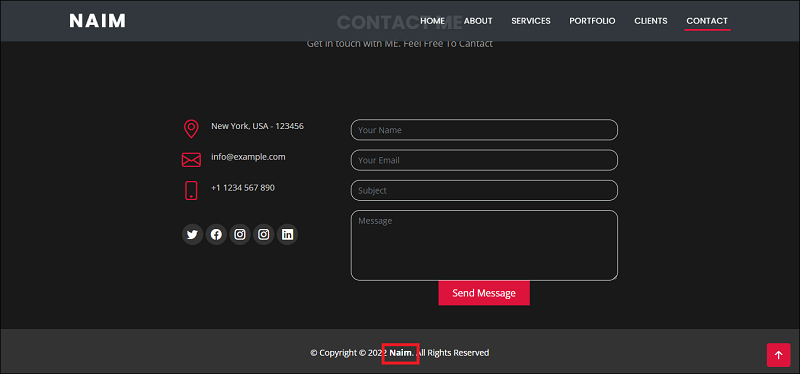 NAIM
HOME ABOUT SERVICES PORTFOLIO CLIENTS CONTACT
CONTACT ME
Get in touch with ME. Feel Free To Cantact
New York, USA - 123456
info@example.com
+1 1234 567 890
Your Name
Your Email
Subject
Message
Send Message
© Copyright © 2022 Naim. All Rights Reserved